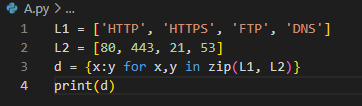 A.py > ...
1 L1 = ['HTTP', 'HTTPS', 'FTP', 'DNS']
2 L2 = [80, 443, 21, 53]
3 d = {x:y for x,y in zip(L1, L2)}
4 print(d)